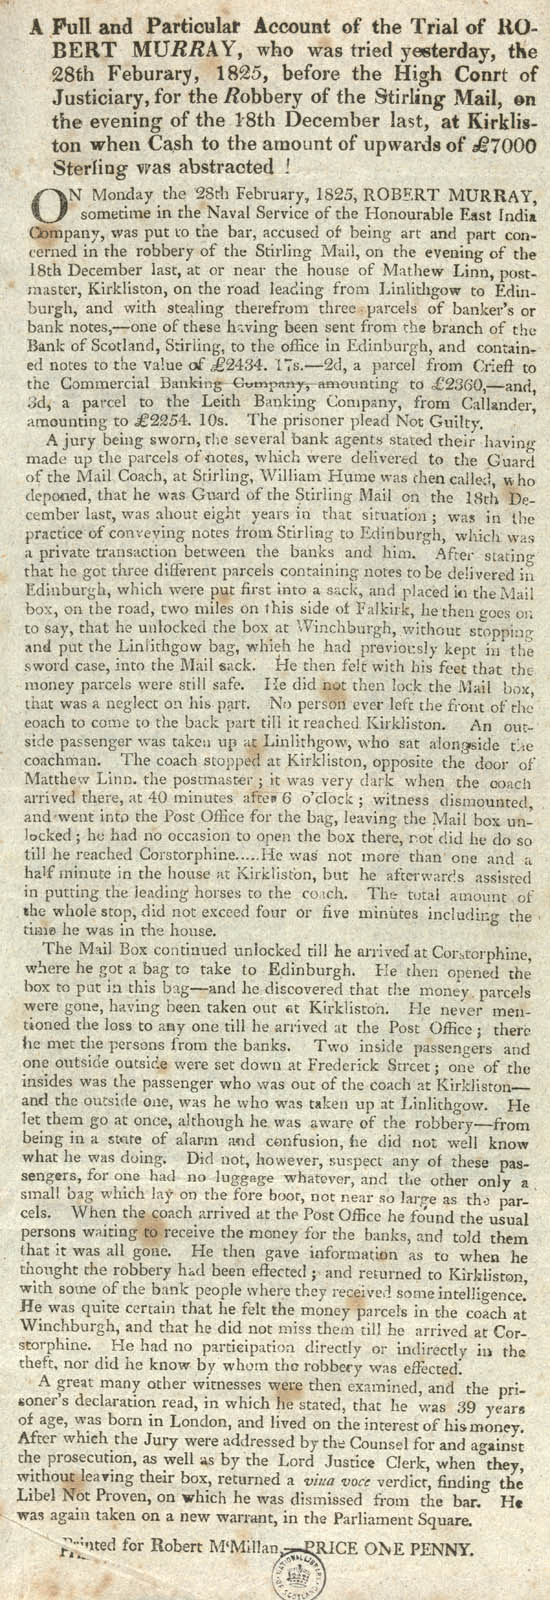 A Full and Particular Account of the Trial of RO-
BERT MURRAY, who was tried yesterday, the
28th Feburary, 1825, before the High Conrt of
Justiciary, for the Robbery of the Stirling Mail, on
the evening of the 18th December last, at Kirklis-
ton when Cash to the amount of upwards of £7000
Sterling was abstracted !
ON Monday the 28th February, 1825, ROBERT MURRAY,
sometime in the Naval Service of the Honourable East India
Company, was put to the bar, accused of being art and part con-
cerned in the robbery of the Stirling Mail, on the evening of the
18th December last, at or near the house of Mathew Linn, post-
master, Kirkliston, on the road leading from Linlithgow to Edin-
burgh, and with stealing therefrom three parcels of banker's or
bank notes,—one of these having been sent from the branch of the
Bank of Scotland, Stirling, to the office in Edinburgh, and contain-
ed notes to the value of £2434. 17s.—2d, a parcel from Crieff to
the Commercial Banking Company, amounting to £2360,—and,
3d, a parcel to the Leith Banking Company, from Callander,
amounting to £2254. 10s. The prisoner plead Not Guilty.
A jury being sworn, the several bank agents stated their having
made up the parcels of notes, which were delivered to the Guard
of the Mail Coach, at Stirling, William Hume was then called, who
deponed, that he was Guard of the Stirling Mail on the 18th De-
cember last, was about eight years in that situation ; was in the
practice of conveying notes from Stirling to Edinburgh, which was
a private transaction between the banks and him. After stating
that he got three different parcels containing notes to be delivered in
Edinburgh, which were put first into a sack, and placed in the Mail
box, on the road, two miles on this side of Falkirk, he then goes on
to say, that he unlocked the box at Winchburgh, without stopping
and put the Linlithgow bag, whieh he had previously kept in the
sword case, into the Mail sack. He then felt with his feet that the
money parcels were still safe. He did not then lock the Mail box,
that was a neglect on his part. No person ever left the front of the
eoach to come to the back part till it reached Kirkliston. An out-
side passenger was taken up at Linlithgow, who sat alongside the
coachman. The coach stopped at Kirkliston, opposite the door of
Matthew Linn. the postmaster ; it was very dark when the coach
arrived there, at 40 minutes after 6 o'clock ; witness dismounted,
and went into the Post Office for the bag, leaving the Mail box un-
locked ; he had no occasion to open the box there, not did he do so
till he reached Corstorphine.....He was not more than one and a
half minute in the house at Kirkliston, but he afterwards assisted
in putting the leading horses to the coach. The total amount of
the whole stop, did not exceed four or five minutes including the
time he was in the house.
The Mail Box continued unlocked till he arrived at Corstorphine,
where he got a bag to take to Edinburgh. He then opened the
box to put in this bag—and he discovered that the money parcels
were gone, having been taken out at Kirkliston. He never men-
tioned the loss to any one till he arrived at the Post Office ; there
he met the persons from the banks. Two inside passengers and
one outside outside were set down at Frederick Street ; one of the
insides was the passenger who was out of the coach at Kirkliston—
and the outside one, was he who was taken up at Linlithgow. He
let them go at once, although he was aware of the robbery—from
being in a state of alarm and confusion, he did not well know
what he was doing. Did not, however, suspect any of these pas-
sengers, for one had no luggage whatever, and the other only a
small bag which lay on the fore boot, not near so large as the par-
cels. When the coach arrived at the Post Office he found the usual
persons waiting to receive the money for the banks, and told them
that it was all gone. He then gave information as to when he
thought the robbery had been effected ; and returned to Kirkliston,
with some of the bank people where they received some intelligence.
He was quite certain that he felt the money parcels in the coach at
Winchburgh, and that he did not miss them till he arrived at Cor-
storphine. He had no participation directly or indirectly in the
theft, nor did he know by whom the robbery was effected.
A great many other witnesses were then examined, and the pri-
soner's declaration read, in which he stated, that he was 39 years
of age, was born in London, and lived on the interest of his money.
After which the Jury were addressed by the Counsel for and against
the prosecution, as well as by the Lord Justice Clerk, when they,
without leaving their box, returned a viva voce verdict, finding the
Libel Not Proven, on which he was dismissed from the bar. He
was again taken on a new warrant, in the Parliament Square.
Printed for Robert McMillan,—PRICE ONE PENNY.
NATIONAL LIBRARY OF SCOTLAND